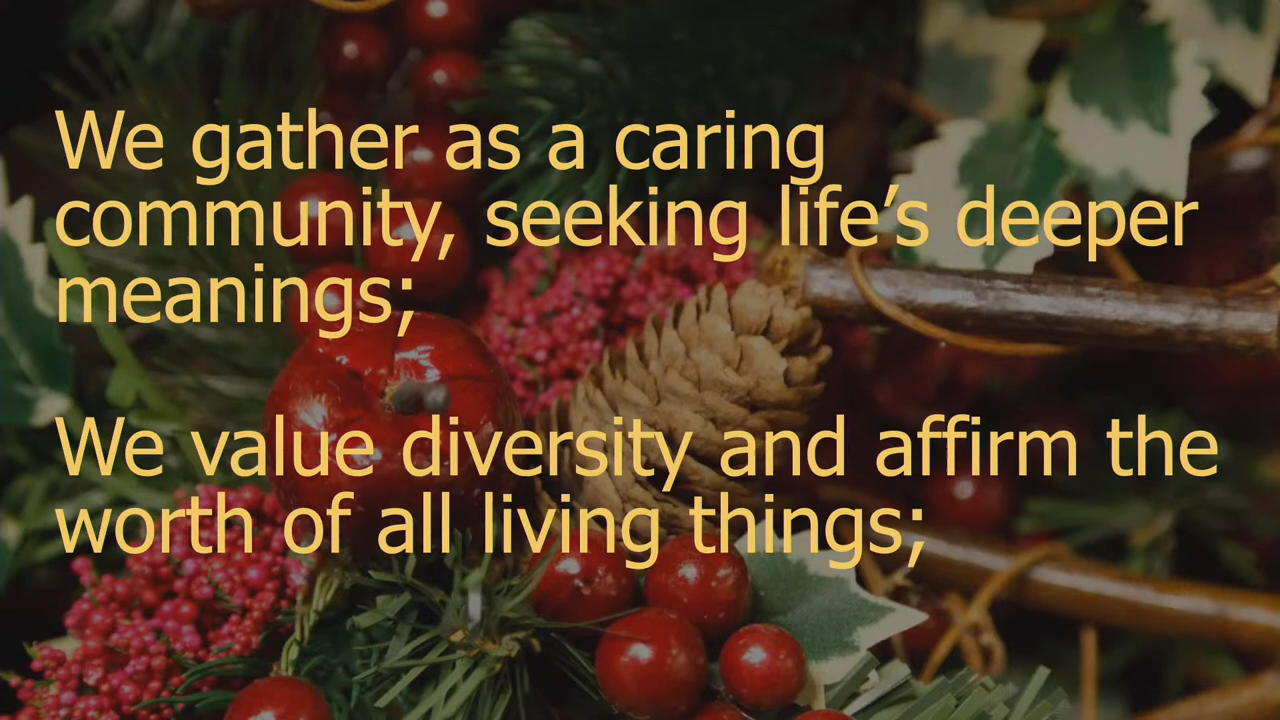 We gather as a caring
community, seeking life’s deeper
meanings;
We value diversity and affirm the
worth of all living things;